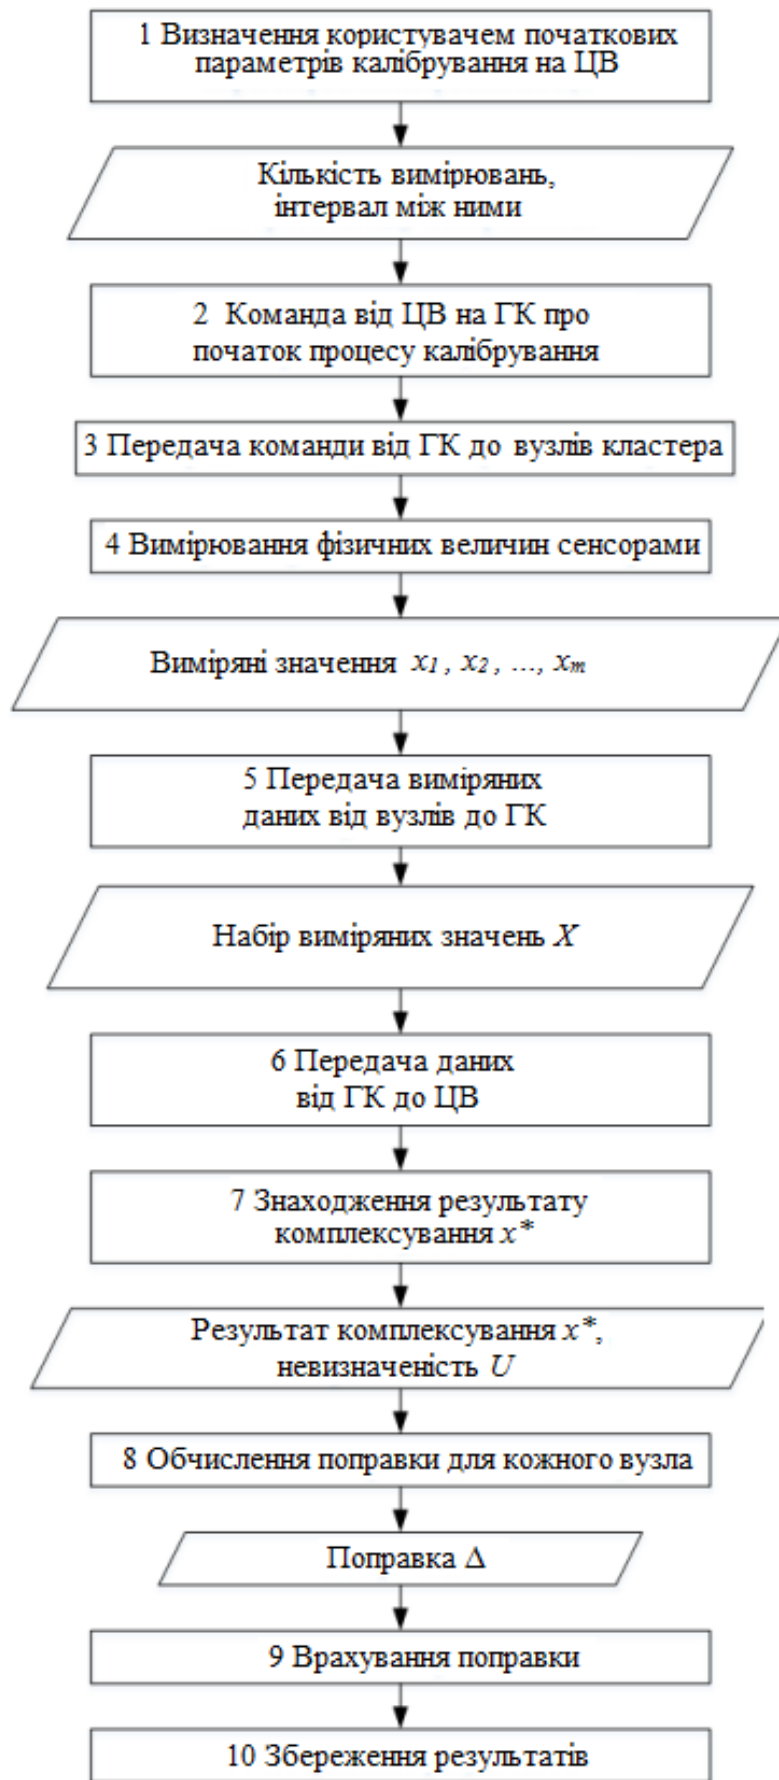 1 Визначення користувачем початкових
параметрів калібрування на ЦВ
Кількість вимірювань,
інтервал між ними
2 Команда від ЦВ на ГК про
початок процесу калібрування
3 Передача команди від ГК до вузлів кластера
4 Вимірювання фізичних величин сенсорами
Виміряні значення x₁ , x₂ , ..., xₘ
5 Передача виміряних
даних від вузлів до ГК
Набір виміряних значень X
6 Передача даних
від ГК до ЦВ
7 Знаходження результату
комплексування x*
Результат комплексування x*,
невизначеність U
8 Обчислення поправки для кожного вузла
Поправка Δ
9 Врахування поправки
10 Збереження результатів